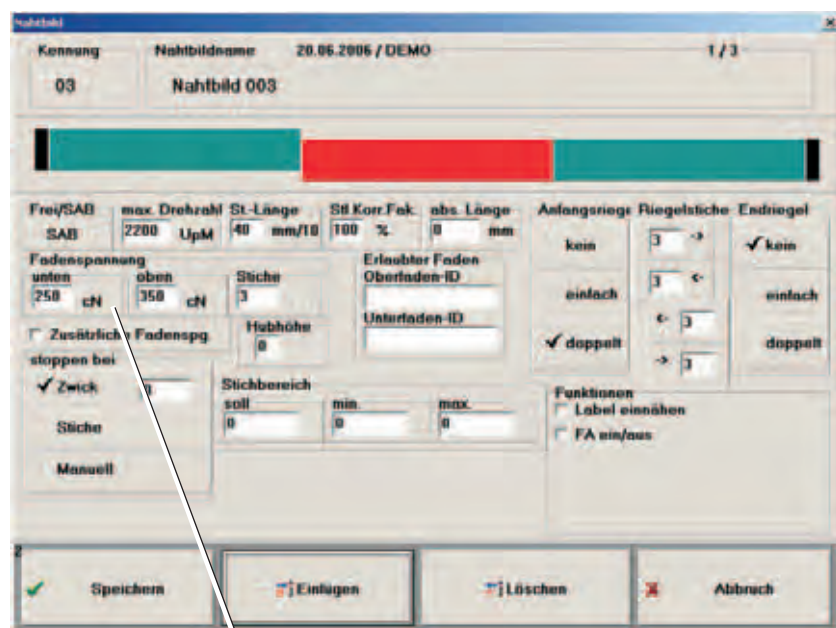 Nahtbild
Kennung Nahtbildname 20.06.2006 / DEMO 1 / 3
03 Nahtbild 003
Frei/SAB max. Drehzahl St.-Länge Stl.Korr.Fak. abs. Länge Anfangsriege Riegelstiche Endriegel
SAB 2200 UpM 40 mm/10 100 % 0 mm kein 3 -> kein
Fadenspannung Erlaubter Faden
unten oben Stiche Oberfaden-ID
250 cN 350 cN 3 einfach 3 <- einfach
Zusätzliche Fadenspg. Hubhöhe Unterfaden-ID <- 3
0 doppelt -> 3 doppelt
stoppen bei
Zwick 0 Stichbereich Funktionen
soll min. max. Label einnähen
Stiche 0 0 0 FA ein/aus
Manuell
2
Speichern Einfügen Löschen Abbruch